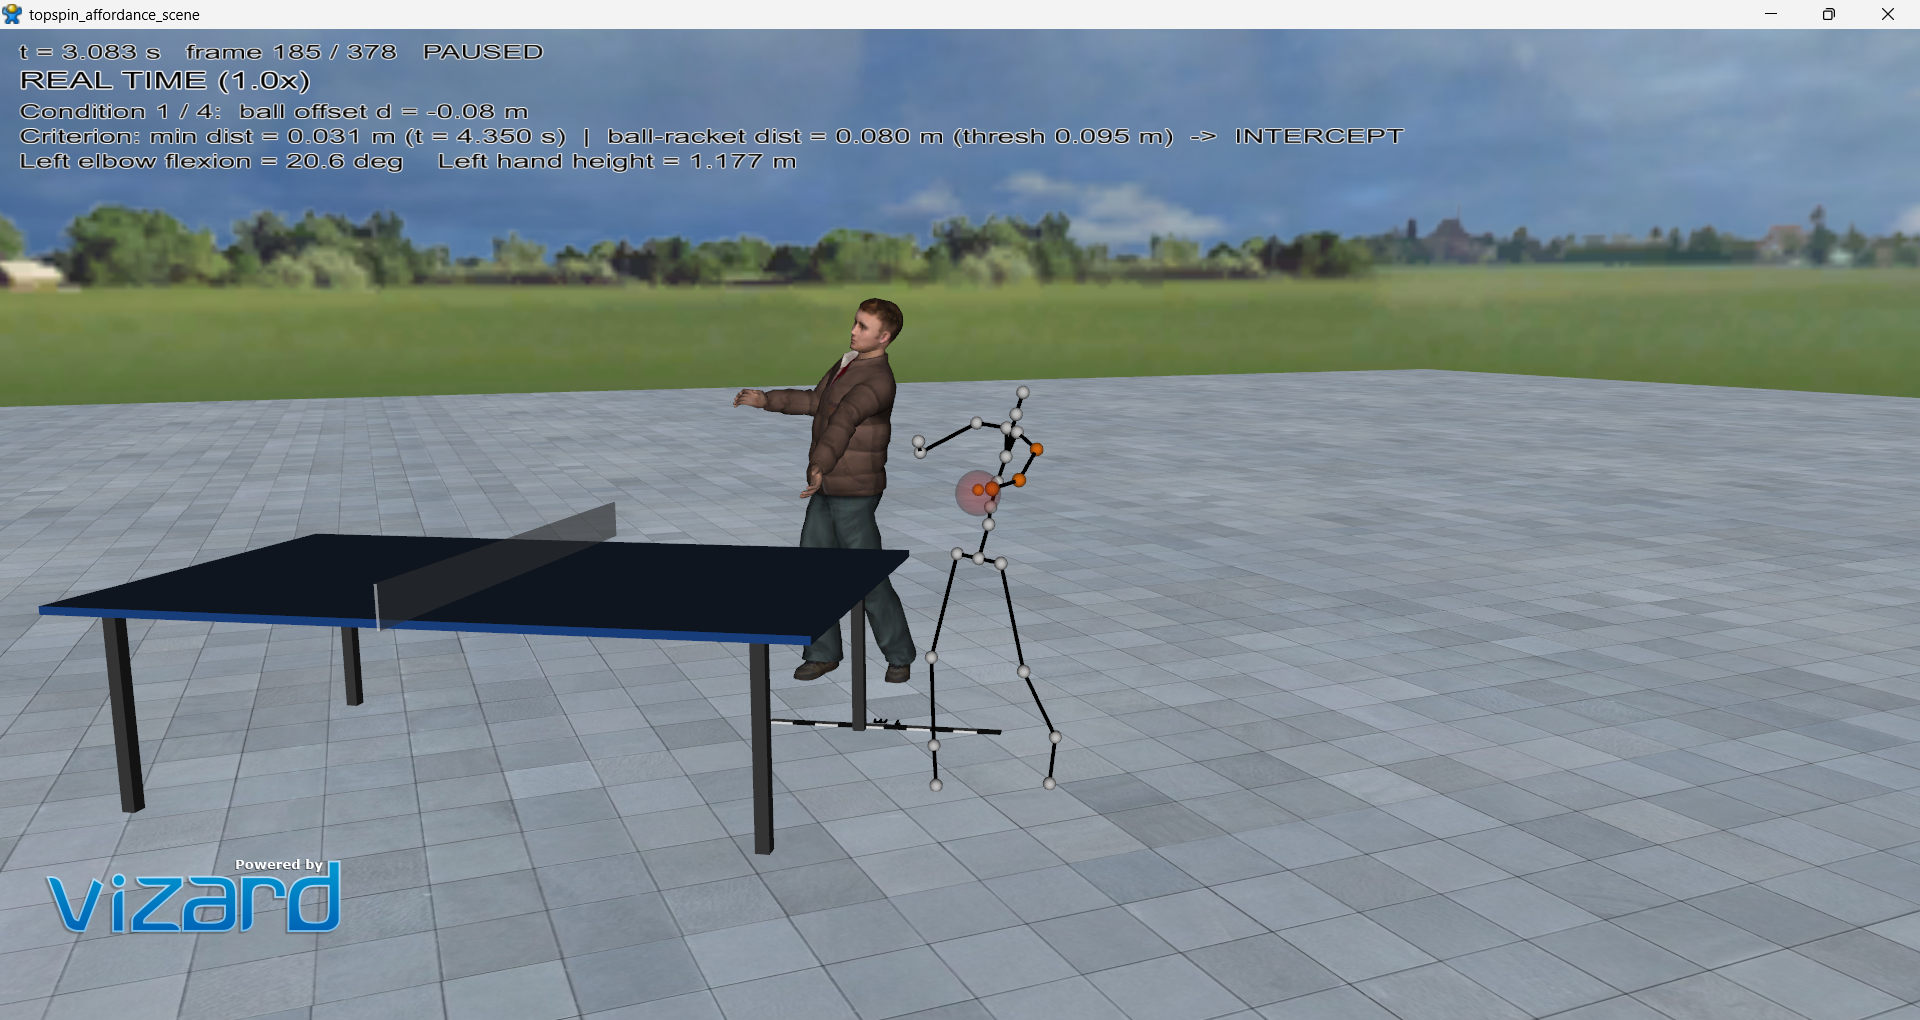 topspin_affordance_scene
t = 3.083 s   frame 185 / 378   PAUSED
REAL TIME (1.0x)
Condition 1 / 4:  ball offset d = -0.08 m
Criterion: min dist = 0.031 m (t = 4.350 s)  |  ball-racket dist = 0.080 m (thresh 0.095 m)  ->  INTERCEPT
Left elbow flexion = 20.6 deg    Left hand height = 1.177 m
Powered by
vizard